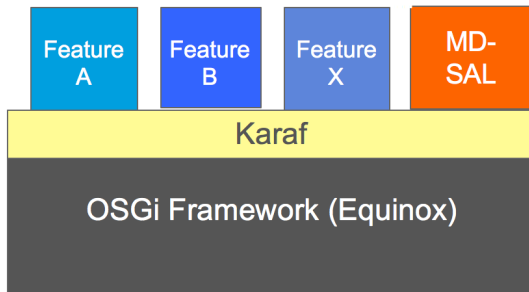 Feature
A
Feature
B
Feature
X
MD-
SAL
Karaf
OSGi Framework (Equinox)